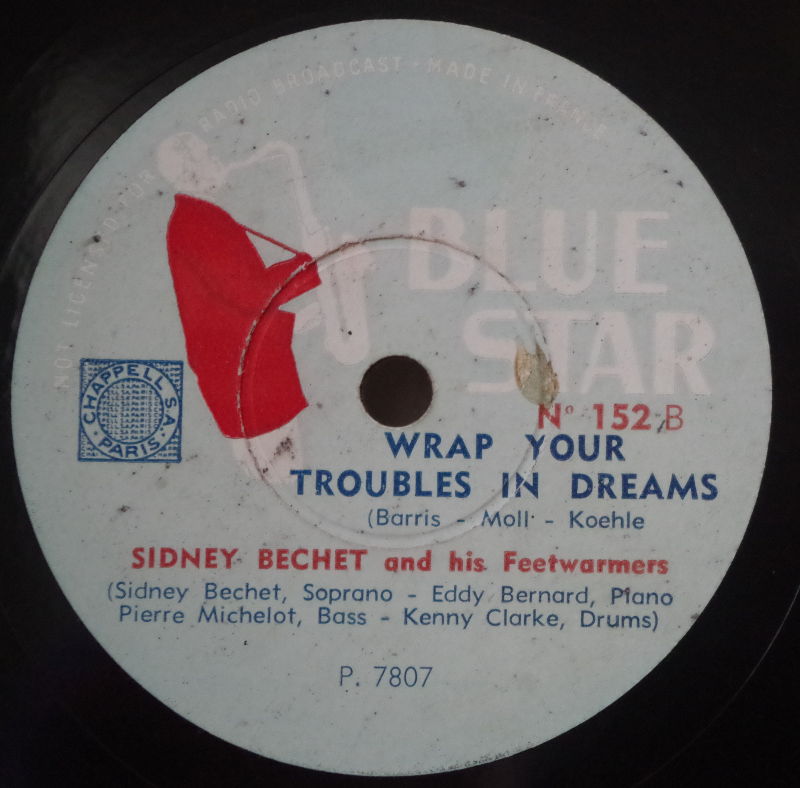 NOT LICENSED FOR RADIO BROADCAST · MADE IN FRANCE
BLUE
STAR
CHAPPELL S.A.
PARIS
N° 152 B
WRAP YOUR
TROUBLES IN DREAMS
(Barris - Moll - Koehle
SIDNEY BECHET and his Feetwarmers
(Sidney Bechet, Soprano - Eddy Bernard, Piano
Pierre Michelot, Bass - Kenny Clarke, Drums)
P. 7807